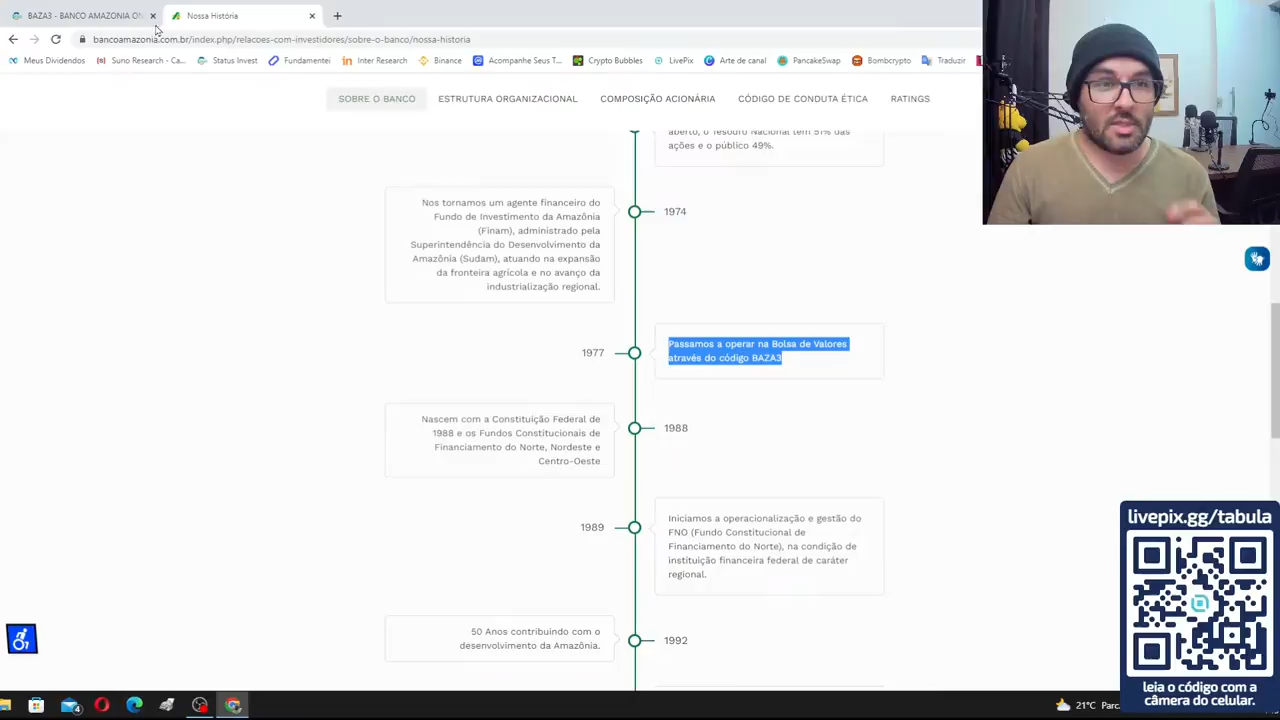 BAZA3 - BANCO AMAZONIA ON
Nossa História
bancoamazonia.com.br/index.php/relacoes-com-investidores/sobre-o-banco/nossa-historia
Meus Dividendos
Suno Research - Ca...
Status Invest
Fundamentei
Inter Research
Binance
Acompanhe Seus T...
Crypto Bubbles
LivePix
Arte de canal
PancakeSwap
Bombcrypto
Traduzir
SOBRE O BANCO
ESTRUTURA ORGANIZACIONAL
COMPOSIÇÃO ACIONÁRIA
CÓDIGO DE CONDUTA ÉTICA
RATINGS
aberto, o Tesouro Nacional tem 51% das
ações e o público 49%.
Nos tornamos um agente financeiro do
Fundo de Investimento da Amazônia
(Finam), administrado pela
Superintendência do Desenvolvimento da
Amazônia (Sudam), atuando na expansão
da fronteira agrícola e no avanço da
industrialização regional.
1974
1977
Passamos a operar na Bolsa de Valores
através do código BAZA3
Nascem com a Constituição Federal de
1988 e os Fundos Constitucionais de
Financiamento do Norte, Nordeste e
Centro-Oeste
1988
1989
Iniciamos a operacionalização e gestão do
FNO (Fundo Constitucional de
Financiamento do Norte), na condição de
instituição financeira federal de caráter
regional.
50 Anos contribuindo com o
desenvolvimento da Amazônia.
1992
livepix.gg/tabula
leia o código com a
câmera do celular.
4
21°C Parc.